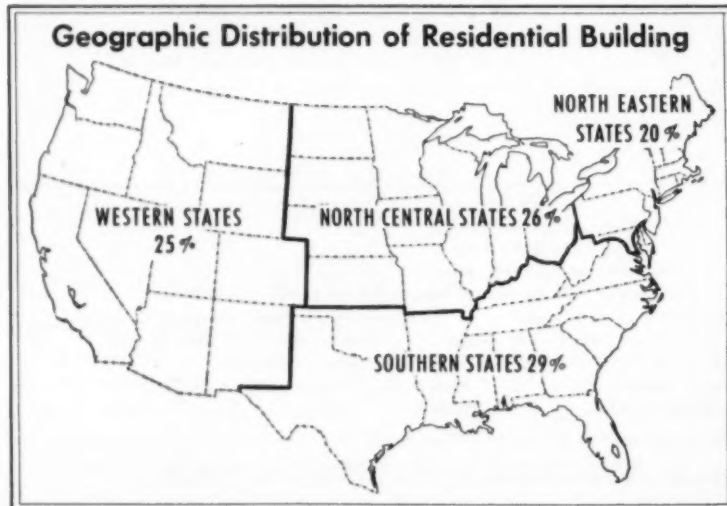 Geographic Distribution of Residential Building
NORTH EASTERN
STATES 20%
WESTERN STATES
25%
NORTH CENTRAL STATES 26%
SOUTHERN STATES 29%